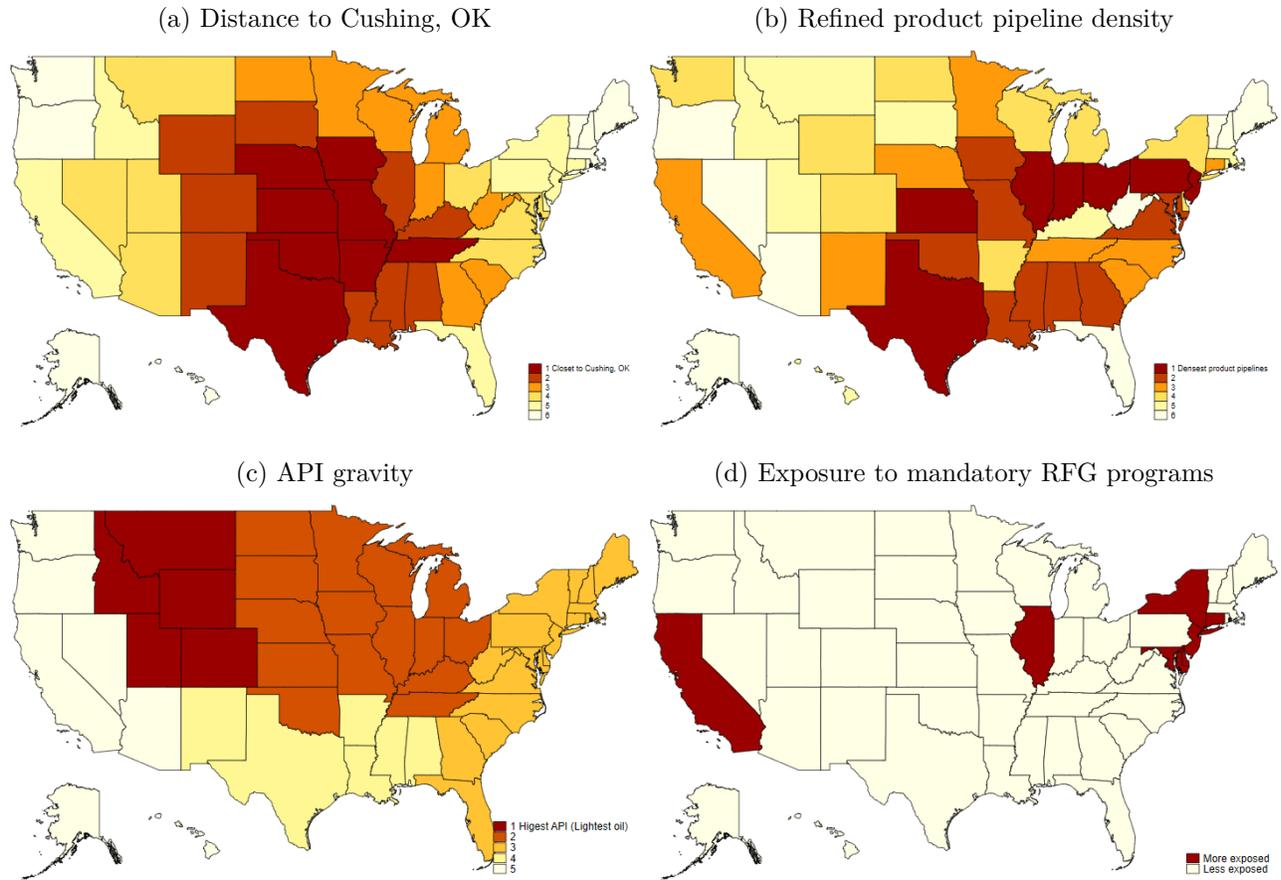 (a) Distance to Cushing, OK
(b) Refined product pipeline density
1 Closet to Cushing, OK
2
3
4
5
6
1 Densest product pipelines
2
3
4
5
6
(c) API gravity
(d) Exposure to mandatory RFG programs
1 Higest API (Lightest oil)
2
3
4
5
More exposed
Less exposed